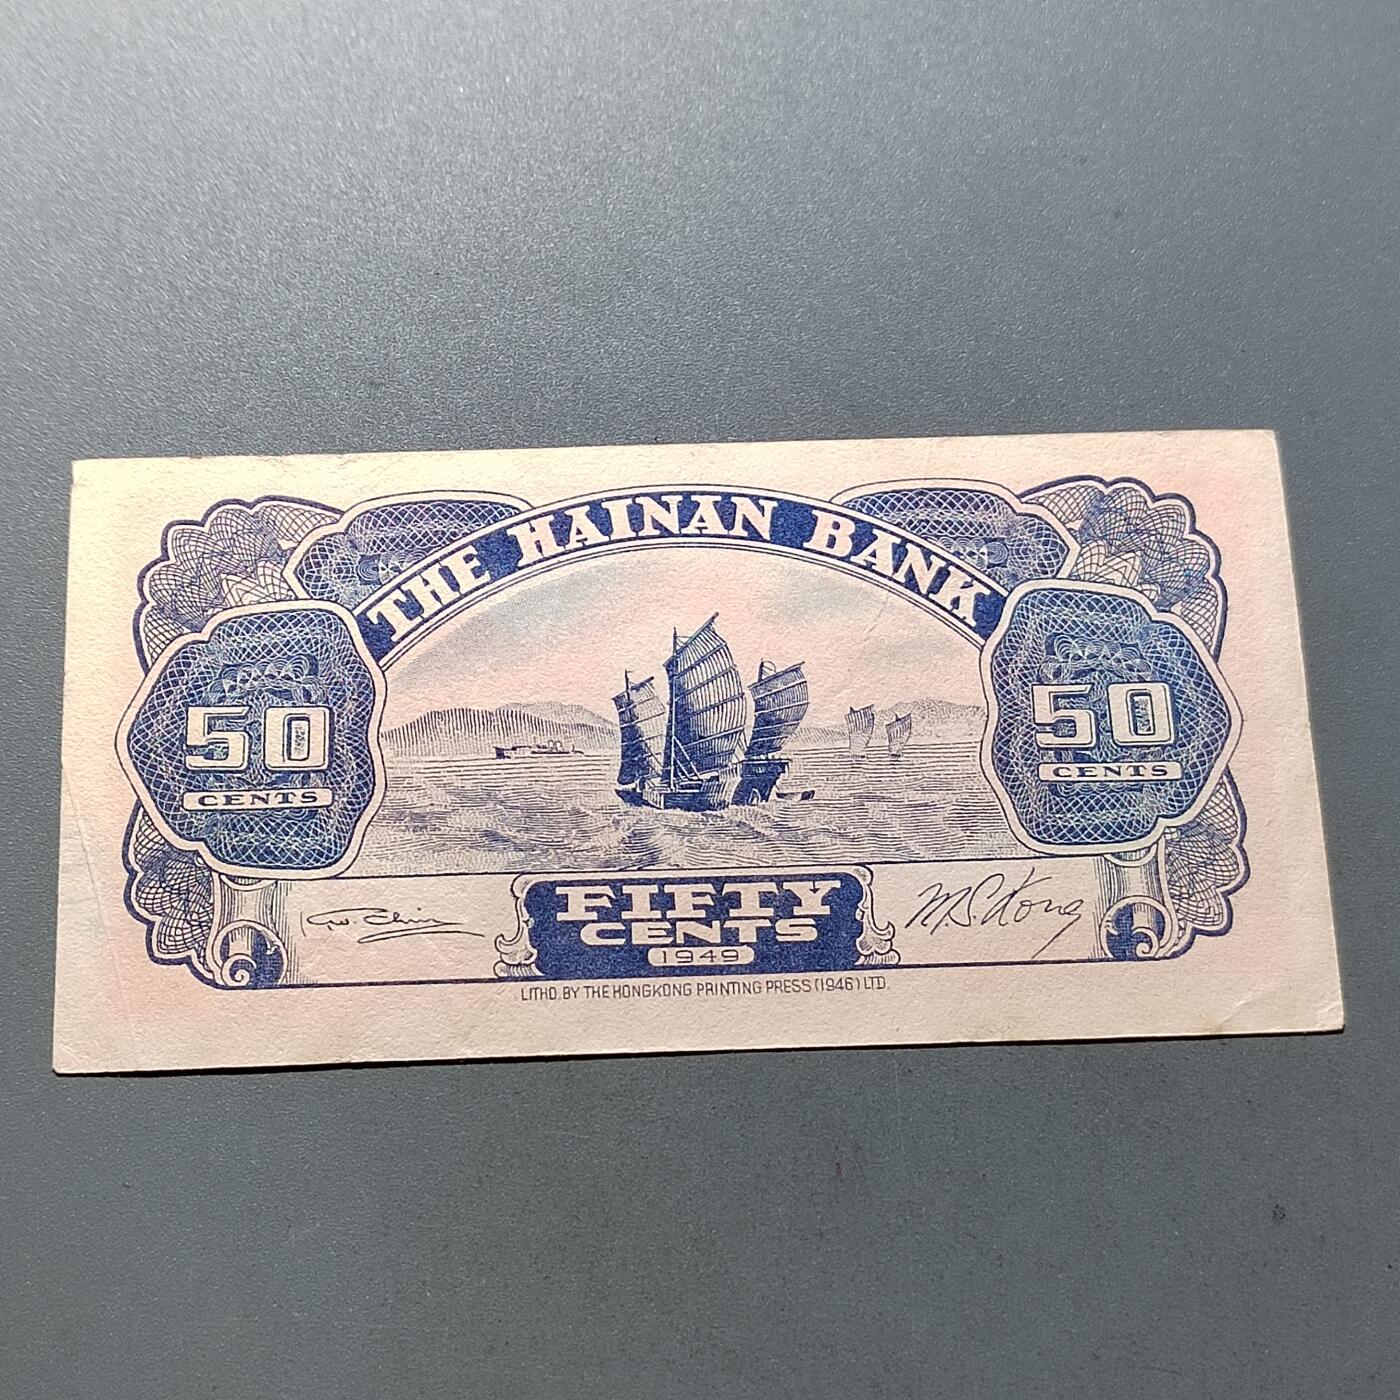 THE HAINAN BANK
50
CENTS
50
CENTS
FIFTY
CENTS
1949
LITHO. BY THE HONGKONG PRINTING PRESS (1946) LTD.